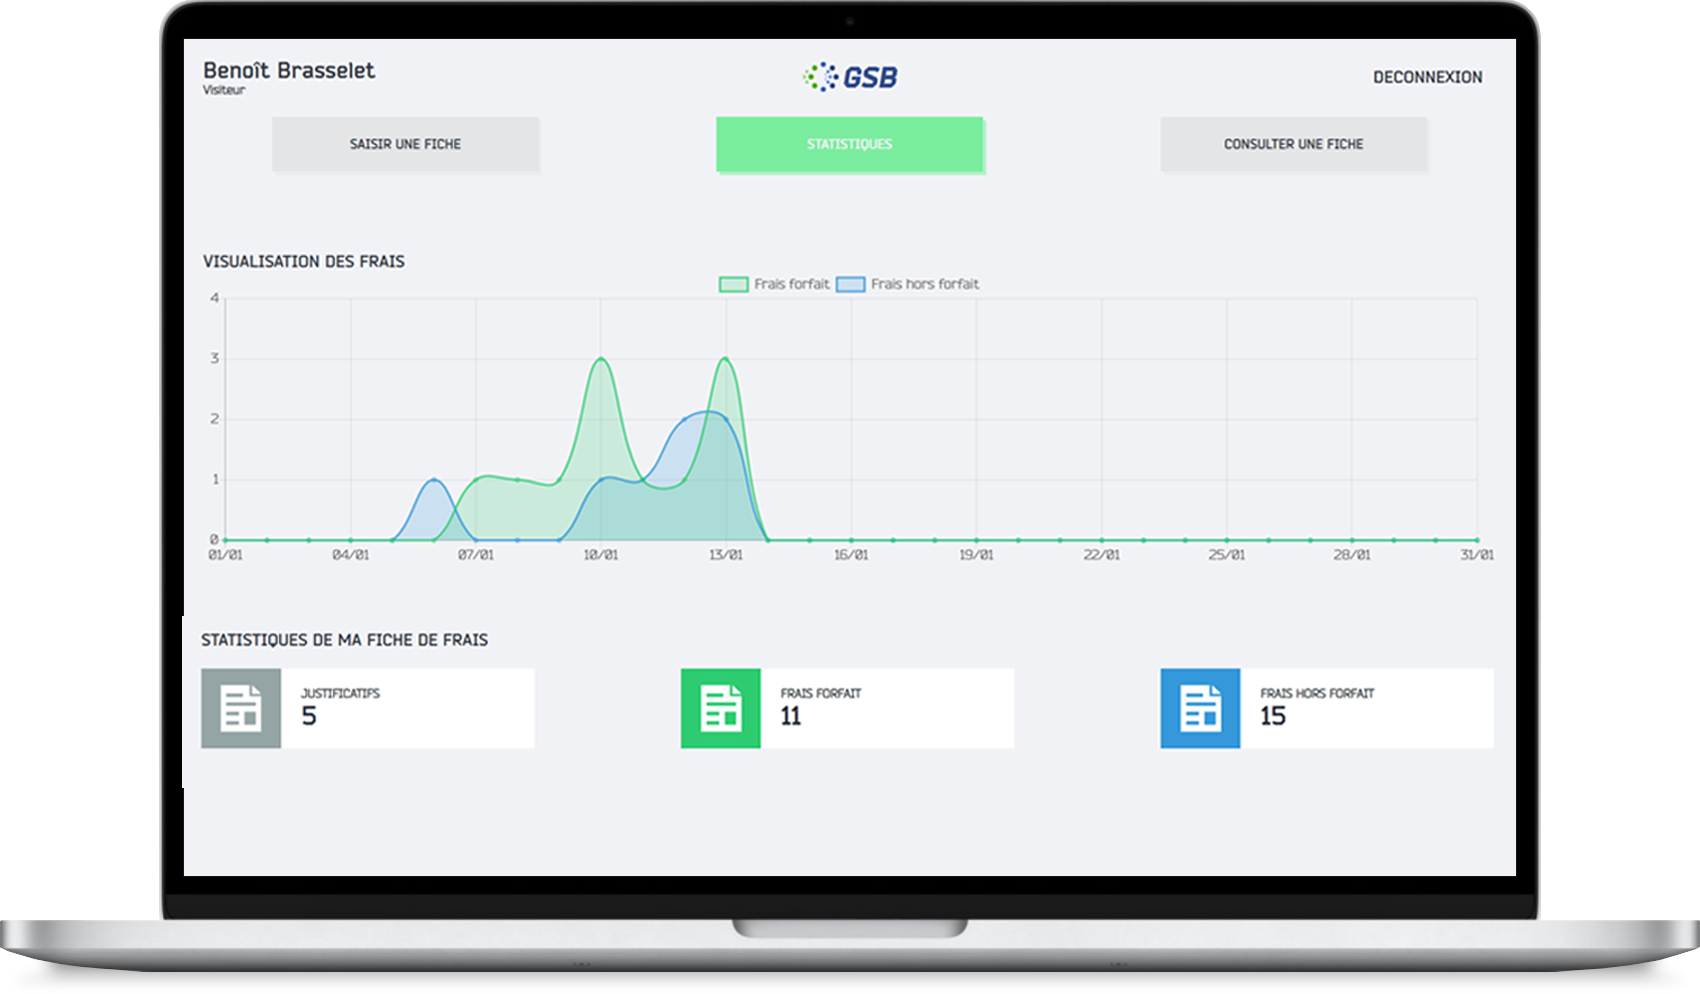 Benoît Brasselet
Visiteur
GSB
DECONNEXION
SAISIR UNE FICHE
STATISTIQUES
CONSULTER UNE FICHE
VISUALISATION DES FRAIS
Frais forfait
Frais hors forfait
4
3
2
1
0
01/01
04/01
07/01
10/01
13/01
16/01
19/01
22/01
25/01
28/01
31/01
STATISTIQUES DE MA FICHE DE FRAIS
JUSTIFICATIFS
5
FRAIS FORFAIT
11
FRAIS HORS FORFAIT
15